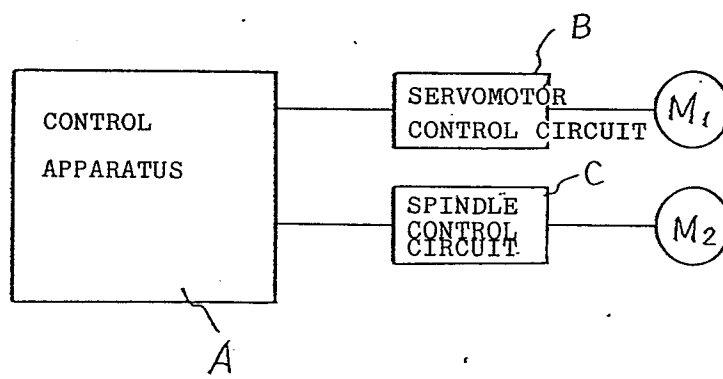 B
SERVOMOTOR
CONTROL CIRCUIT
M1
CONTROL
APPARATUS
C
SPINDLE
CONTROL
CIRCUIT
M2
A